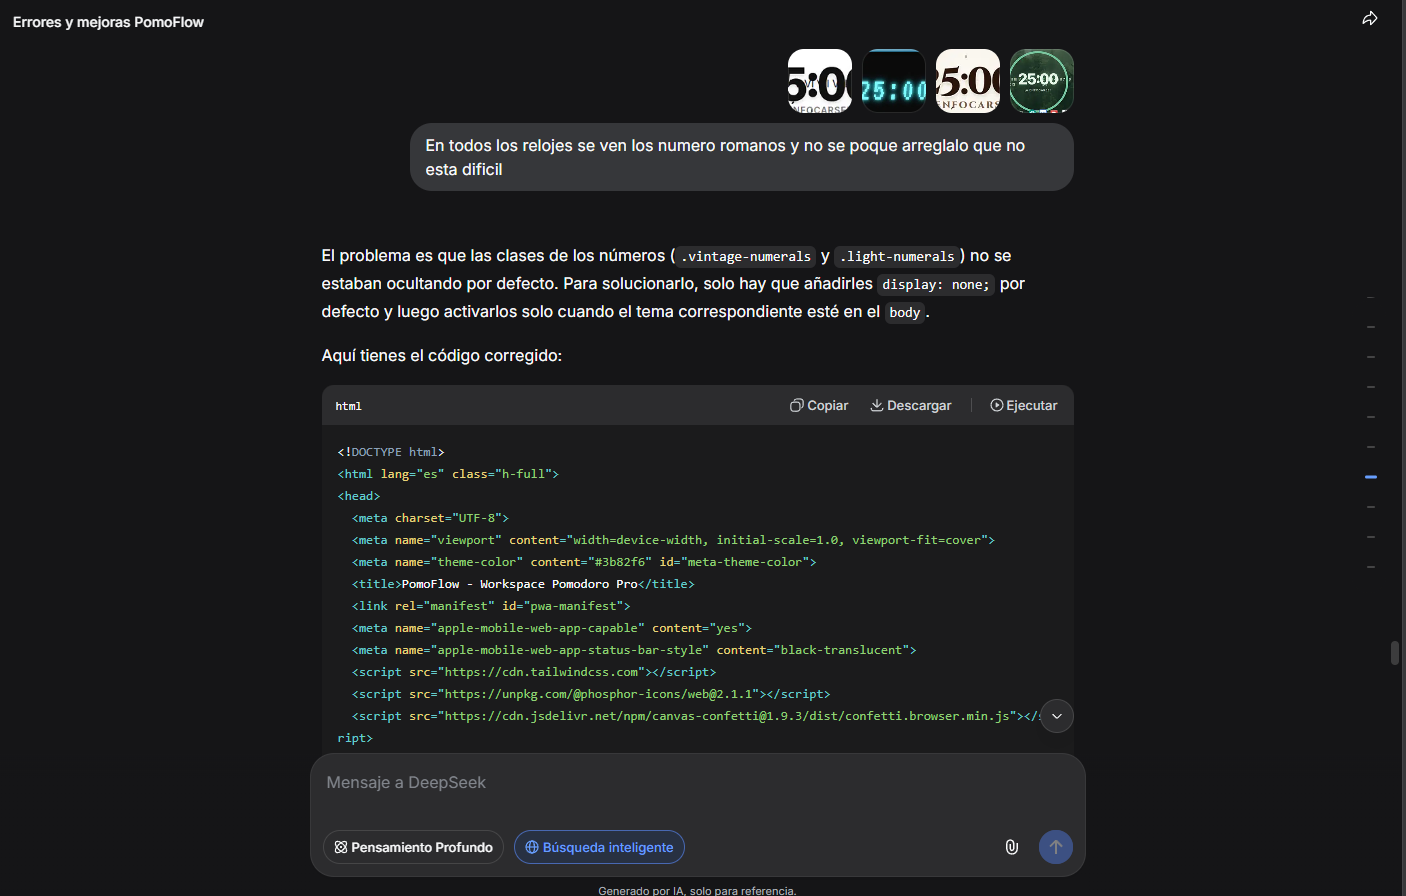 Errores y mejoras PomoFlow
5:00
ENFOCARSE
25:00
25:00
ENFOCARS
25:00
En todos los relojes se ven los numero romanos y no se poque arreglalo que no
esta dificil
El problema es que las clases de los números ( .vintage-numerals y .light-numerals ) no se
estaban ocultando por defecto. Para solucionarlo, solo hay que añadirles display: none; por
defecto y luego activarlos solo cuando el tema correspondiente esté en el body .
Aquí tienes el código corregido:
html
Copiar
Descargar
Ejecutar
<!DOCTYPE html>
<html lang="es" class="h-full">
<head>
<meta charset="UTF-8">
<meta name="viewport" content="width=device-width, initial-scale=1.0, viewport-fit=cover">
<meta name="theme-color" content="#3b82f6" id="meta-theme-color">
<title>PomoFlow - Workspace Pomodoro Pro</title>
<link rel="manifest" id="pwa-manifest">
<meta name="apple-mobile-web-app-capable" content="yes">
<meta name="apple-mobile-web-app-status-bar-style" content="black-translucent">
<script src="https://cdn.tailwindcss.com"></script>
<script src="https://unpkg.com/@phosphor-icons/web@2.1.1"></script>
<script src="https://cdn.jsdelivr.net/npm/canvas-confetti@1.9.3/dist/confetti.browser.min.js"></s
ript>
Mensaje a DeepSeek
Pensamiento Profundo
Búsqueda inteligente
Generado por IA, solo para referencia.